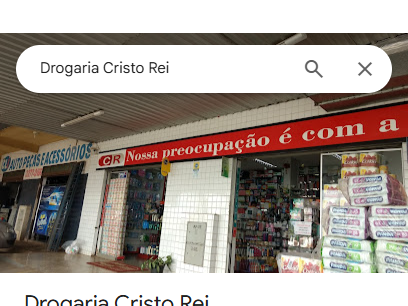 Drogaria Cristo Rei
AUTO PEÇAS E ACESSÓRIOS
CR Nossa preocupação é com a
Drogaria Cristo Rei